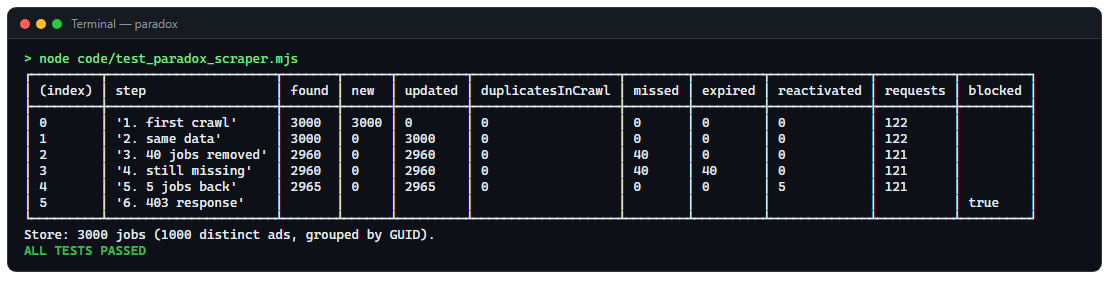 Terminal — paradox
> node code/test_paradox_scraper.mjs
(index) step found new updated duplicatesInCrawl missed expired reactivated requests blocked
0 '1. first crawl' 3000 3000 0 0 0 0 0 122
1 '2. same data' 3000 0 3000 0 0 0 0 122
2 '3. 40 jobs removed' 2960 0 2960 0 40 0 0 121
3 '4. still missing' 2960 0 2960 0 40 40 0 121
4 '5. 5 jobs back' 2965 0 2965 0 0 0 5 121
5 '6. 403 response' true
Store: 3000 jobs (1000 distinct ads, grouped by GUID).
ALL TESTS PASSED